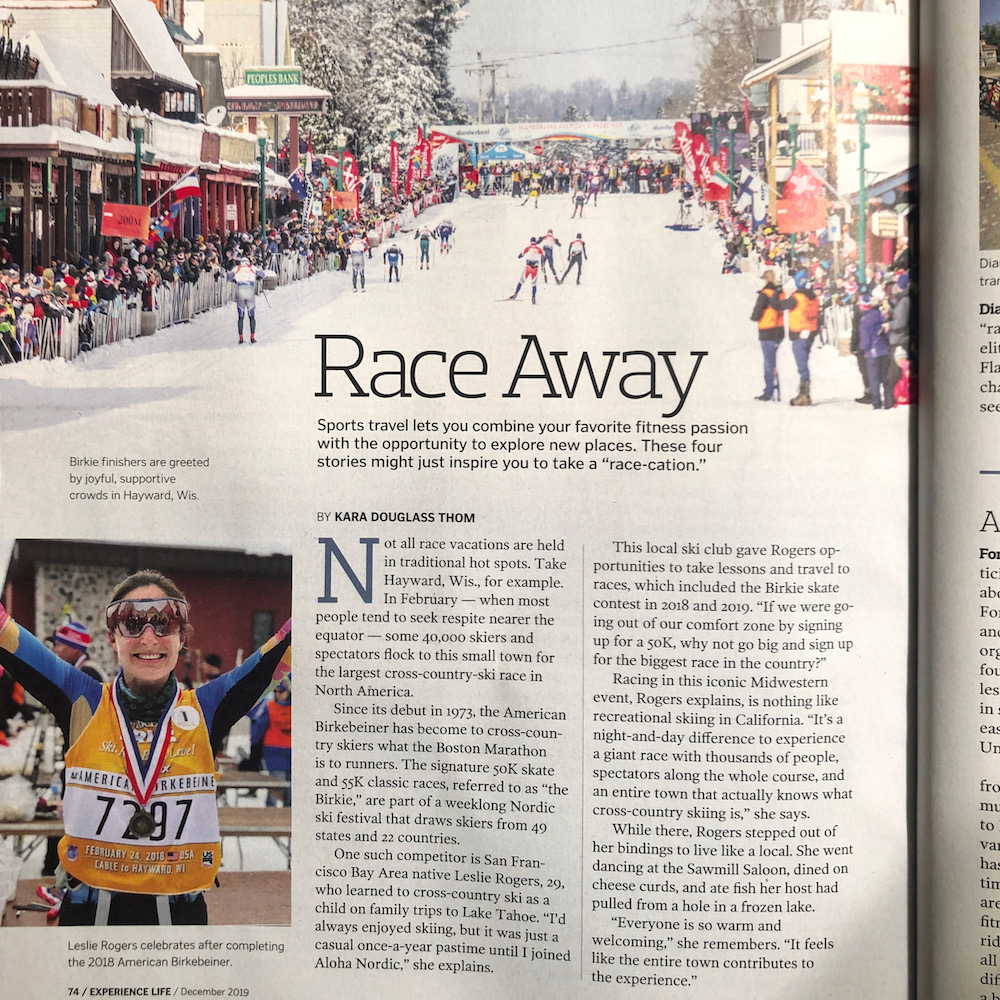 PEOPLES BANK
200M
Race Away
Sports travel lets you combine your favorite fitness passion
with the opportunity to explore new places. These four
stories might just inspire you to take a “race-cation.”
Birkie finishers are greeted
by joyful, supportive
crowds in Hayward, Wis.
BY KARA DOUGLASS THOM
Not all race vacations are held
in traditional hot spots. Take
Hayward, Wis., for example.
In February — when most
people tend to seek respite nearer the
equator — some 40,000 skiers and
spectators flock to this small town for
the largest cross-country-ski race in
North America.
Since its debut in 1973, the American
Birkebeiner has become to cross-coun-
try skiers what the Boston Marathon
is to runners. The signature 50K skate
and 55K classic races, referred to as “the
Birkie,” are part of a weeklong Nordic
ski festival that draws skiers from 49
states and 22 countries.
One such competitor is San Fran-
cisco Bay Area native Leslie Rogers, 29,
who learned to cross-country ski as a
child on family trips to Lake Tahoe. “I’d
always enjoyed skiing, but it was just a
casual once-a-year pastime until I joined
Aloha Nordic,” she explains.
This local ski club gave Rogers op-
portunities to take lessons and travel to
races, which included the Birkie skate
contest in 2018 and 2019. “If we were go-
ing out of our comfort zone by signing
up for a 50K, why not go big and sign up
for the biggest race in the country?”
Racing in this iconic Midwestern
event, Rogers explains, is nothing like
recreational skiing in California. “It’s a
night-and-day difference to experience
a giant race with thousands of people,
spectators along the whole course, and
an entire town that actually knows what
cross-country skiing is,” she says.
While there, Rogers stepped out of
her bindings to live like a local. She went
dancing at the Sawmill Saloon, dined on
cheese curds, and ate fish her host had
pulled from a hole in a frozen lake.
“Everyone is so warm and
welcoming,” she remembers. “It feels
like the entire town contributes to
the experience.”
1
Ski
AMERICAN BIRKEBEINER
7297
FEBRUARY 24, 2018 USA
CABLE to HAYWARD, WI
Leslie Rogers celebrates after completing
the 2018 American Birkebeiner.
74 / EXPERIENCE LIFE / December 2019